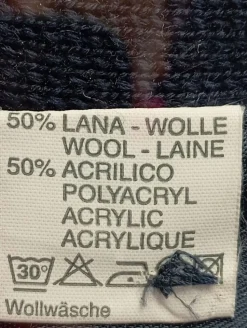 50% LANA - WOLLE
WOOL - LAINE
50% ACRILICO
POLYACRYL
ACRYLIC
ACRYLIQUE
30°
Wollwäsche